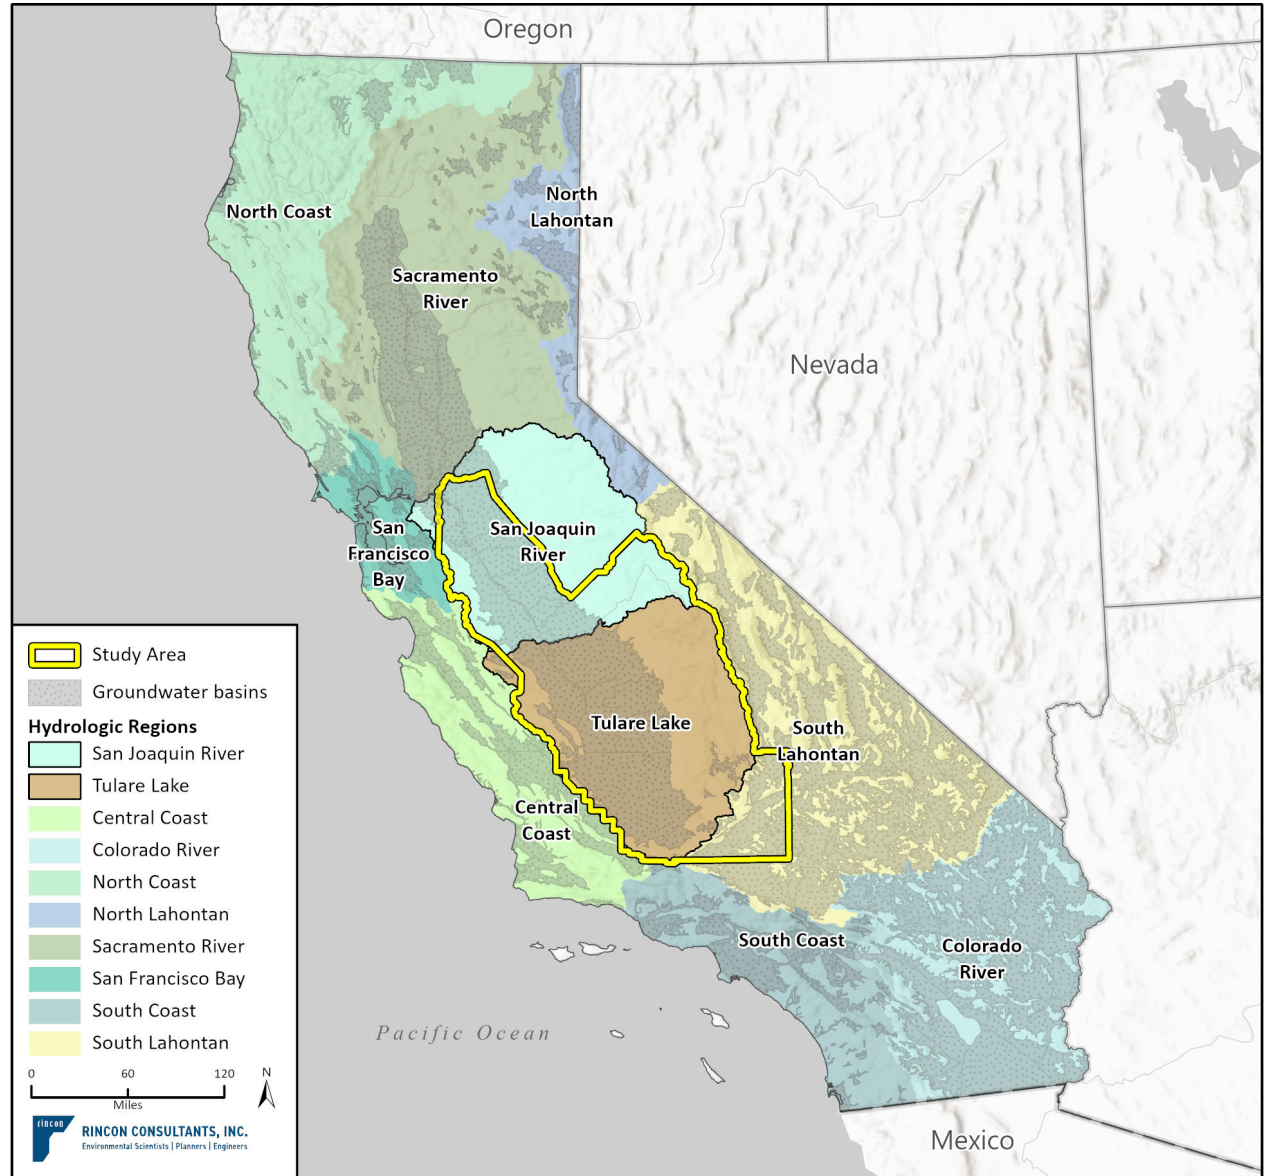 Oregon
North
Lahontan
North Coast
Sacramento
River
Nevada
San
Francisco
Bay
San Joaquin
River
Tulare Lake
South
Lahontan
Central
Coast
South Coast
Colorado
River
Pacific Ocean
Mexico
Study Area
Groundwater basins
Hydrologic Regions
San Joaquin River
Tulare Lake
Central Coast
Colorado River
North Coast
North Lahontan
Sacramento River
San Francisco Bay
South Coast
South Lahontan
0 60 120
Miles
N
rincon
RINCON CONSULTANTS, INC.
Environmental Scientists | Planners | Engineers